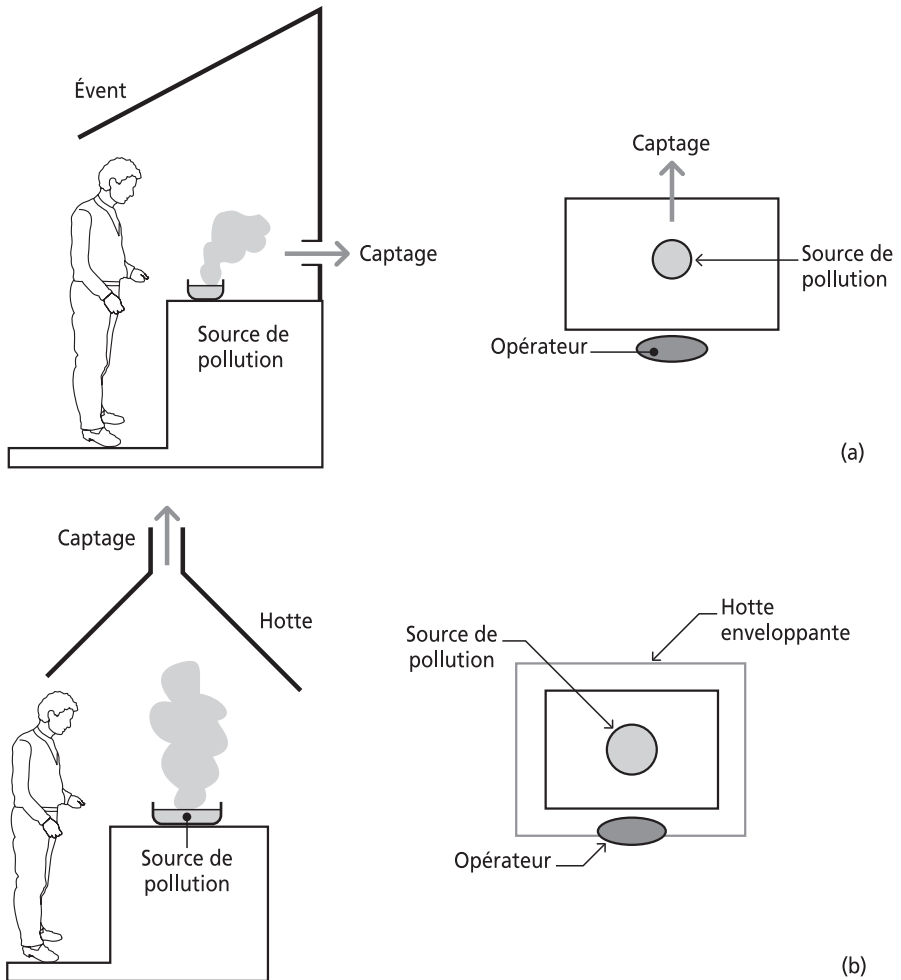 Évent
Captage
Source de
pollution
Captage
Source de
pollution
Opérateur
(a)
Captage
Hotte
Source de
pollution
Source de
pollution
Hotte
enveloppante
Opérateur
(b)